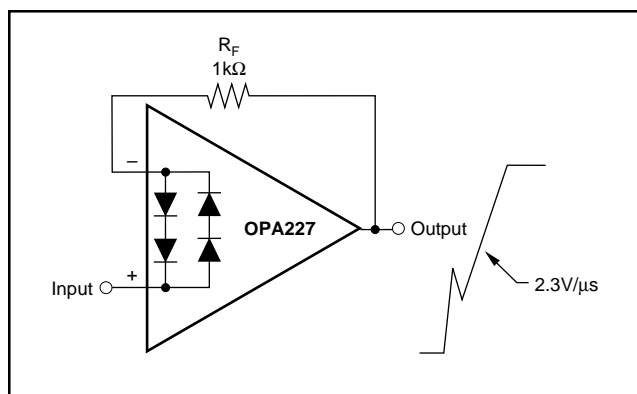 R_F
1kΩ
–
OPA227
Output
+
Input
2.3V/μs